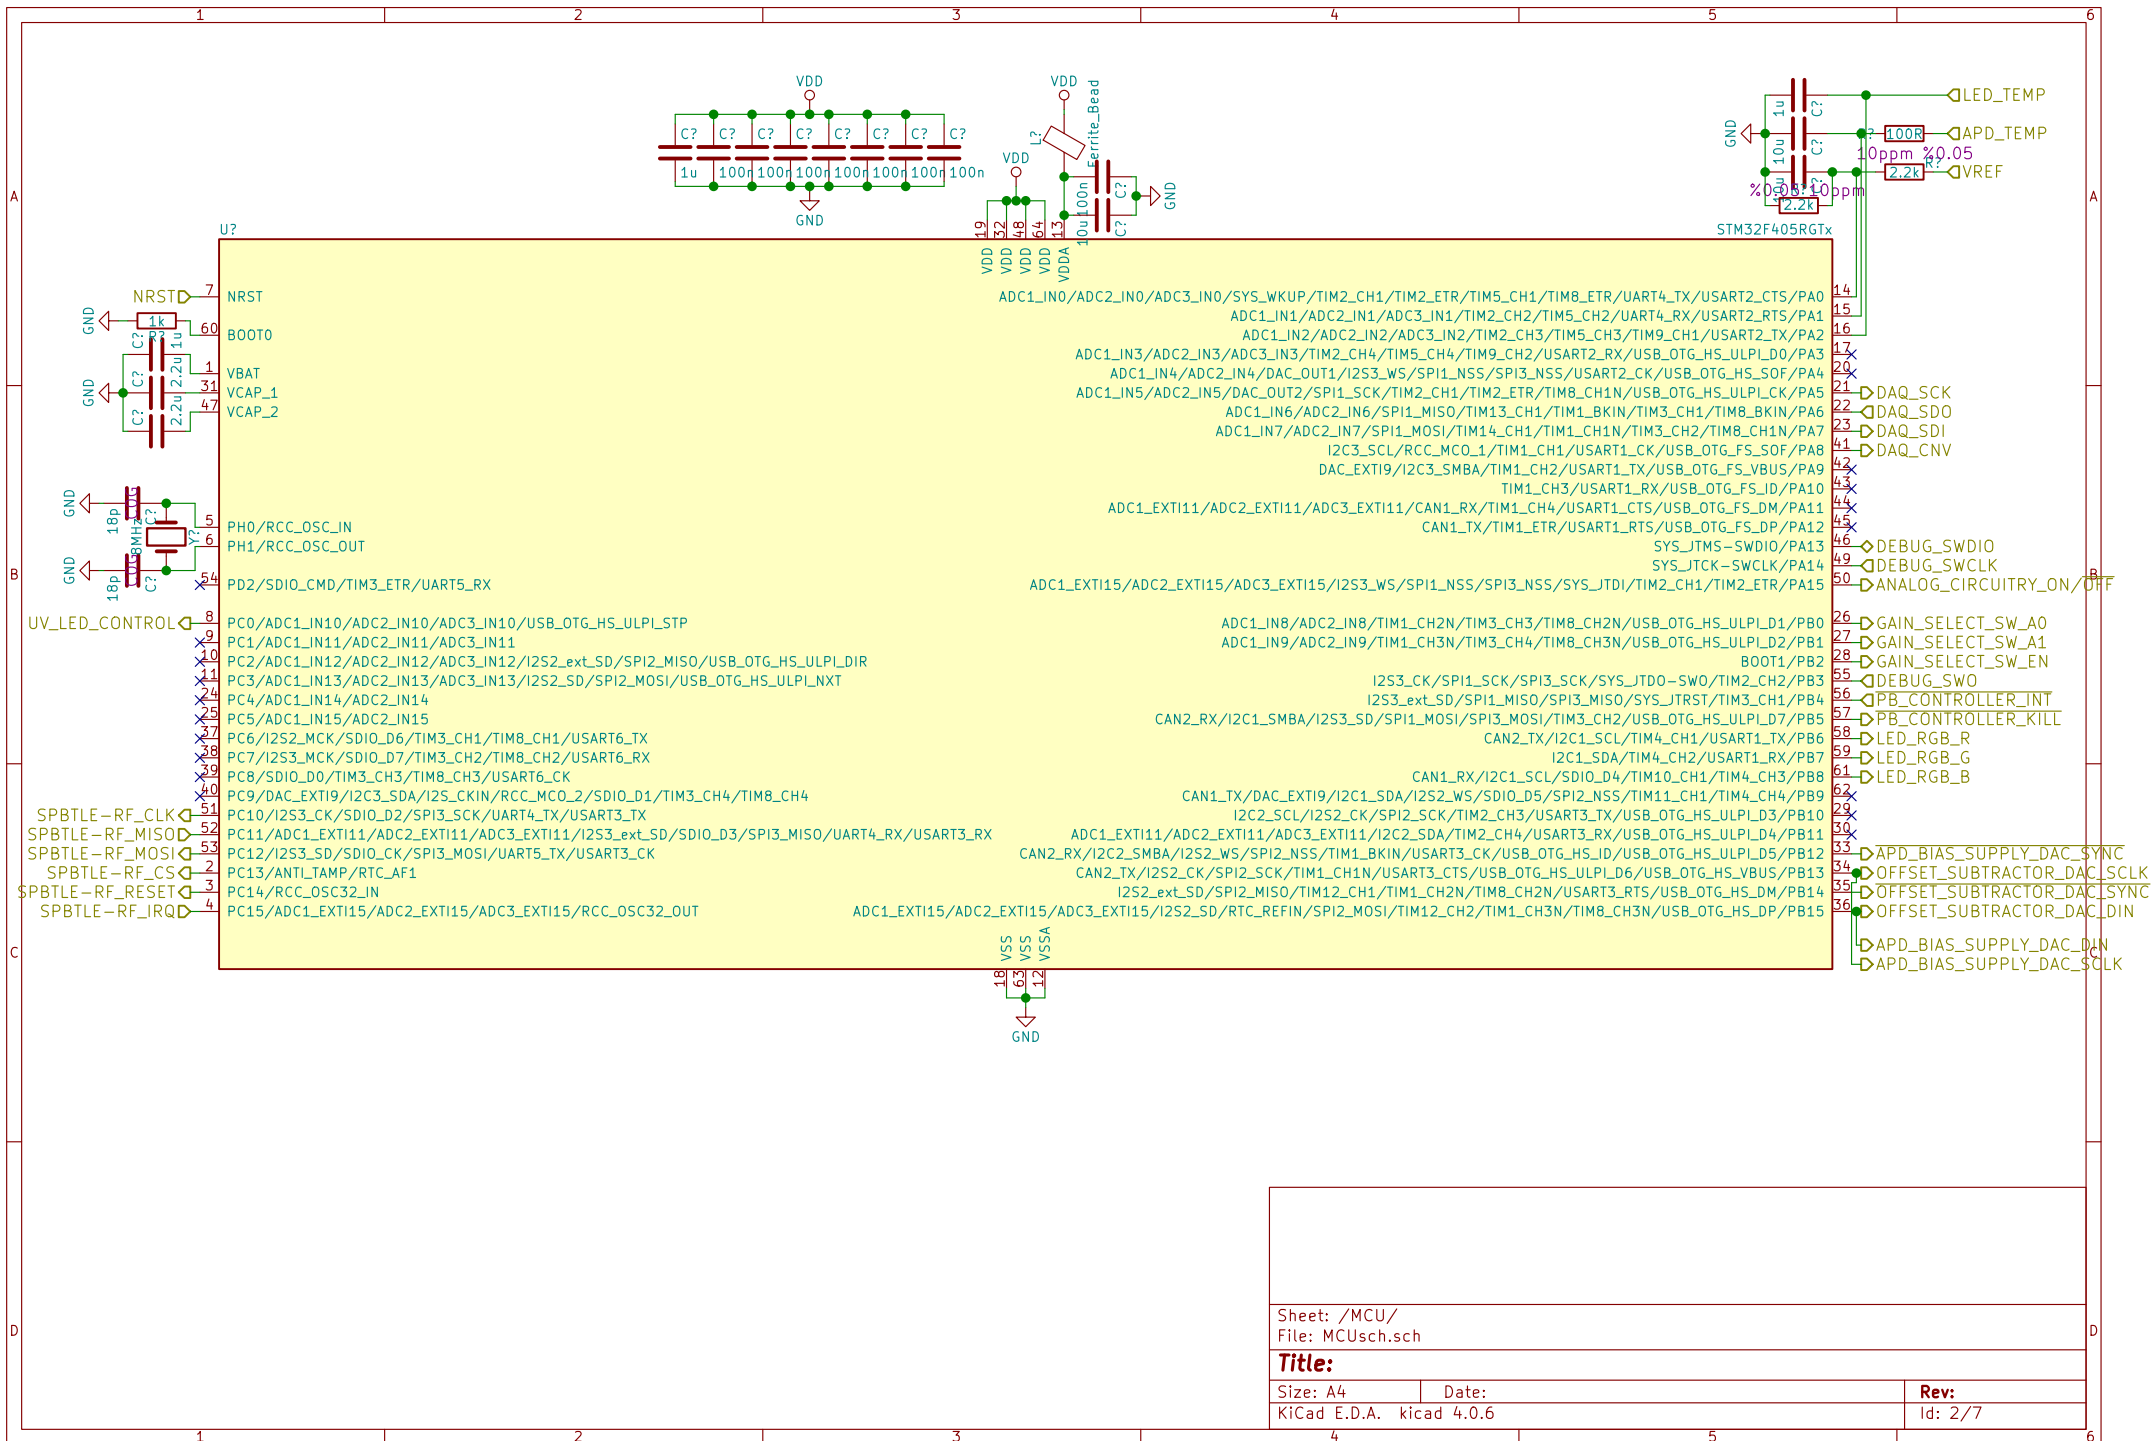 1 2 3 4 5 6
A
B
C
D
A
B
C
D
VDD
C? C? C? C? C? C? C? C?
1u 100n 100n 100n 100n 100n 100n 100n
GND
VDD
VDD
L?
Ferrite_Bead
100n
C?
10u
C?
GND
GND
1u
C?
10u
C?
C?
LED_TEMP
100R
APD_TEMP
10ppm %0.05
R?
2.2k
VREF
%0.05 10ppm
2.2k
U?
STM32F405RGTx
19 VDD
32 VDD
48 VDD
64 VDD
13 VDDA
NRST 7 NRST
GND 1k R?
60 BOOT0
C? 1u
C? 2.2u
C? 2.2u
GND
1 VBAT
31 VCAP_1
47 VCAP_2
GND 18p C?
8MHz Y?
GND 18p COG C?
5 PH0/RCC_OSC_IN
6 PH1/RCC_OSC_OUT
54 PD2/SDIO_CMD/TIM3_ETR/UART5_RX
UV_LED_CONTROL 8 PC0/ADC1_IN10/ADC2_IN10/ADC3_IN10/USB_OTG_HS_ULPI_STP
9 PC1/ADC1_IN11/ADC2_IN11/ADC3_IN11
10 PC2/ADC1_IN12/ADC2_IN12/ADC3_IN12/I2S2_ext_SD/SPI2_MISO/USB_OTG_HS_ULPI_DIR
11 PC3/ADC1_IN13/ADC2_IN13/ADC3_IN13/I2S2_SD/SPI2_MOSI/USB_OTG_HS_ULPI_NXT
24 PC4/ADC1_IN14/ADC2_IN14
25 PC5/ADC1_IN15/ADC2_IN15
37 PC6/I2S2_MCK/SDIO_D6/TIM3_CH1/TIM8_CH1/USART6_TX
38 PC7/I2S3_MCK/SDIO_D7/TIM3_CH2/TIM8_CH2/USART6_RX
39 PC8/SDIO_D0/TIM3_CH3/TIM8_CH3/USART6_CK
40 PC9/DAC_EXTI9/I2C3_SDA/I2S_CKIN/RCC_MCO_2/SDIO_D1/TIM3_CH4/TIM8_CH4
SPBTLE-RF_CLK 51 PC10/I2S3_CK/SDIO_D2/SPI3_SCK/UART4_TX/USART3_TX
SPBTLE-RF_MISO 52 PC11/ADC1_EXTI11/ADC2_EXTI11/ADC3_EXTI11/I2S3_ext_SD/SDIO_D3/SPI3_MISO/UART4_RX/USART3_RX
SPBTLE-RF_MOSI 53 PC12/I2S3_SD/SDIO_CK/SPI3_MOSI/UART5_TX/USART3_CK
SPBTLE-RF_CS 2 PC13/ANTI_TAMP/RTC_AF1
SPBTLE-RF_RESET 3 PC14/RCC_OSC32_IN
SPBTLE-RF_IRQ 4 PC15/ADC1_EXTI15/ADC2_EXTI15/ADC3_EXTI15/RCC_OSC32_OUT
ADC1_IN0/ADC2_IN0/ADC3_IN0/SYS_WKUP/TIM2_CH1/TIM2_ETR/TIM5_CH1/TIM8_ETR/UART4_TX/USART2_CTS/PA0 14
ADC1_IN1/ADC2_IN1/ADC3_IN1/TIM2_CH2/TIM5_CH2/UART4_RX/USART2_RTS/PA1 15
ADC1_IN2/ADC2_IN2/ADC3_IN2/TIM2_CH3/TIM5_CH3/TIM9_CH1/USART2_TX/PA2 16
ADC1_IN3/ADC2_IN3/ADC3_IN3/TIM2_CH4/TIM5_CH4/TIM9_CH2/USART2_RX/USB_OTG_HS_ULPI_D0/PA3 17
ADC1_IN4/ADC2_IN4/DAC_OUT1/I2S3_WS/SPI1_NSS/SPI3_NSS/USART2_CK/USB_OTG_HS_SOF/PA4 20
ADC1_IN5/ADC2_IN5/DAC_OUT2/SPI1_SCK/TIM2_CH1/TIM2_ETR/TIM8_CH1N/USB_OTG_HS_ULPI_CK/PA5 21 DAQ_SCK
ADC1_IN6/ADC2_IN6/SPI1_MISO/TIM13_CH1/TIM1_BKIN/TIM3_CH1/TIM8_BKIN/PA6 22 DAQ_SDO
ADC1_IN7/ADC2_IN7/SPI1_MOSI/TIM14_CH1/TIM1_CH1N/TIM3_CH2/TIM8_CH1N/PA7 23 DAQ_SDI
I2C3_SCL/RCC_MCO_1/TIM1_CH1/USART1_CK/USB_OTG_FS_SOF/PA8 41 DAQ_CNV
DAC_EXTI9/I2C3_SMBA/TIM1_CH2/USART1_TX/USB_OTG_FS_VBUS/PA9 42
TIM1_CH3/USART1_RX/USB_OTG_FS_ID/PA10 43
ADC1_EXTI11/ADC2_EXTI11/ADC3_EXTI11/CAN1_RX/TIM1_CH4/USART1_CTS/USB_OTG_FS_DM/PA11 44
CAN1_TX/TIM1_ETR/USART1_RTS/USB_OTG_FS_DP/PA12 45
SYS_JTMS-SWDIO/PA13 46 DEBUG_SWDIO
SYS_JTCK-SWCLK/PA14 49 DEBUG_SWCLK
ADC1_EXTI15/ADC2_EXTI15/ADC3_EXTI15/I2S3_WS/SPI1_NSS/SPI3_NSS/SYS_JTDI/TIM2_CH1/TIM2_ETR/PA15 50 ANALOG_CIRCUITRY_ON/OFF
ADC1_IN8/ADC2_IN8/TIM1_CH2N/TIM3_CH3/TIM8_CH2N/USB_OTG_HS_ULPI_D1/PB0 26 GAIN_SELECT_SW_A0
ADC1_IN9/ADC2_IN9/TIM1_CH3N/TIM3_CH4/TIM8_CH3N/USB_OTG_HS_ULPI_D2/PB1 27 GAIN_SELECT_SW_A1
BOOT1/PB2 28 GAIN_SELECT_SW_EN
I2S3_CK/SPI1_SCK/SPI3_SCK/SYS_JTDO-SWO/TIM2_CH2/PB3 55 DEBUG_SWO
I2S3_ext_SD/SPI1_MISO/SPI3_MISO/SYS_JTRST/TIM3_CH1/PB4 56 PB_CONTROLLER_INT
CAN2_RX/I2C1_SMBA/I2S3_SD/SPI1_MOSI/SPI3_MOSI/TIM3_CH2/USB_OTG_HS_ULPI_D7/PB5 57 PB_CONTROLLER_KILL
CAN2_TX/I2C1_SCL/TIM4_CH1/USART1_TX/PB6 58 LED_RGB_R
I2C1_SDA/TIM4_CH2/USART1_RX/PB7 59 LED_RGB_G
CAN1_RX/I2C1_SCL/SDIO_D4/TIM10_CH1/TIM4_CH3/PB8 61 LED_RGB_B
CAN1_TX/DAC_EXTI9/I2C1_SDA/I2S2_WS/SDIO_D5/SPI2_NSS/TIM11_CH1/TIM4_CH4/PB9 62
I2C2_SCL/I2S2_CK/SPI2_SCK/TIM2_CH3/USART3_TX/USB_OTG_HS_ULPI_D3/PB10 29
ADC1_EXTI11/ADC2_EXTI11/ADC3_EXTI11/I2C2_SDA/TIM2_CH4/USART3_RX/USB_OTG_HS_ULPI_D4/PB11 30
CAN2_RX/I2C2_SMBA/I2S2_WS/SPI2_NSS/TIM1_BKIN/USART3_CK/USB_OTG_HS_ID/USB_OTG_HS_ULPI_D5/PB12 33 APD_BIAS_SUPPLY_DAC_SYNC
CAN2_TX/I2S2_CK/SPI2_SCK/TIM1_CH1N/USART3_CTS/USB_OTG_HS_ULPI_D6/USB_OTG_HS_VBUS/PB13 34 OFFSET_SUBTRACTOR_DAC_SCLK
I2S2_ext_SD/SPI2_MISO/TIM12_CH1/TIM1_CH2N/TIM8_CH2N/USART3_RTS/USB_OTG_HS_DM/PB14 35 OFFSET_SUBTRACTOR_DAC_SYNC
ADC1_EXTI15/ADC2_EXTI15/ADC3_EXTI15/I2S2_SD/RTC_REFIN/SPI2_MOSI/TIM12_CH2/TIM1_CH3N/TIM8_CH3N/USB_OTG_HS_DP/PB15 36 OFFSET_SUBTRACTOR_DAC_DIN
APD_BIAS_SUPPLY_DAC_DIN
APD_BIAS_SUPPLY_DAC_SCLK
18 VSS
63 VSS
12 VSSA
GND
Sheet: /MCU/
File: MCUsch.sch
Title:
Size: A4 Date: Rev:
KiCad E.D.A. kicad 4.0.6 Id: 2/7
1 2 3 4 5 6